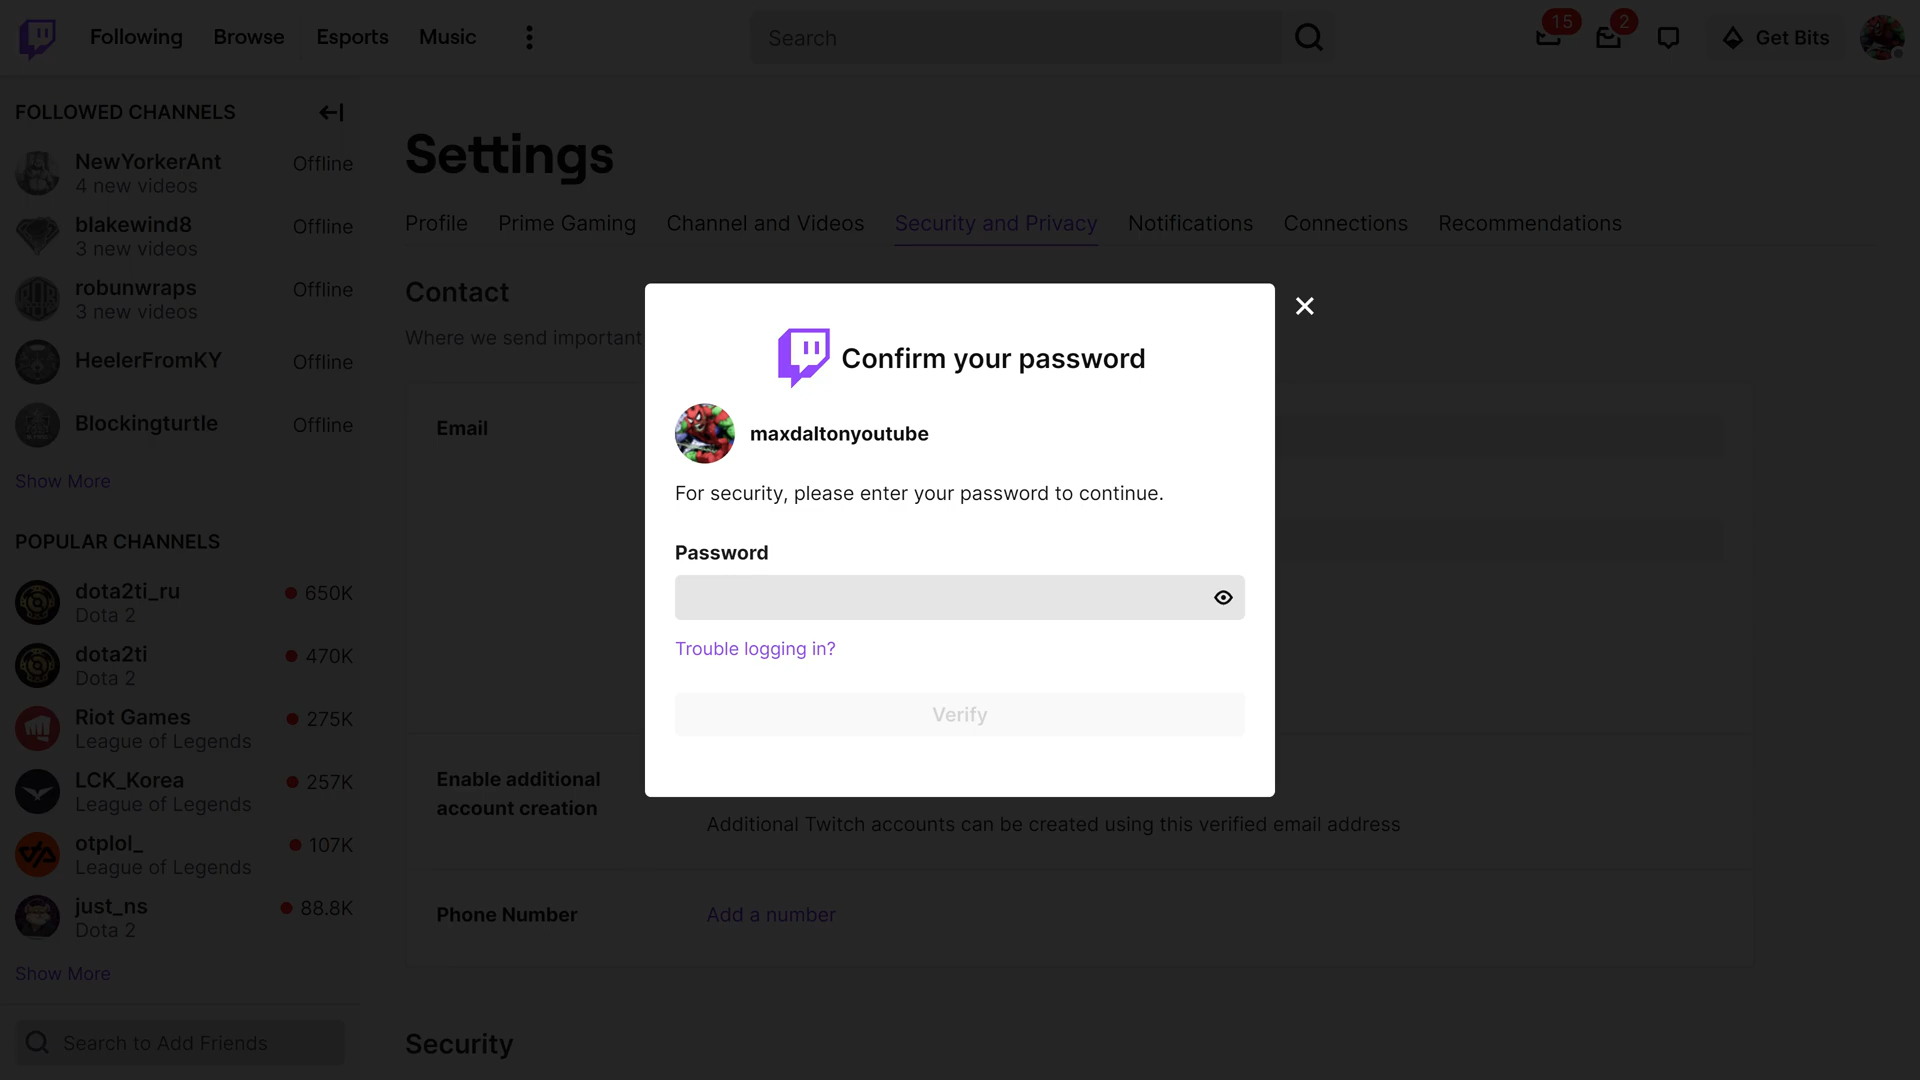 Following
Browse
Esports
Music
Search
15
2
Get Bits
FOLLOWED CHANNELS
NewYorkerAnt
Offline
4 new videos
blakewind8
Offline
3 new videos
robunwraps
Offline
3 new videos
HeelerFromKY
Offline
Blockingturtle
Offline
Show More
POPULAR CHANNELS
dota2ti_ru
650K
Dota 2
dota2ti
470K
Dota 2
Riot Games
275K
League of Legends
LCK_Korea
257K
League of Legends
otplol_
107K
League of Legends
just_ns
88.8K
Dota 2
Show More
Search to Add Friends
Settings
Profile
Prime Gaming
Channel and Videos
Security and Privacy
Notifications
Connections
Recommendations
Contact
Where we send important
Email
Confirm your password
maxdaltonyoutube
For security, please enter your password to continue.
Password
Trouble logging in?
Verify
Enable additional
account creation
Additional Twitch accounts can be created using this verified email address
Phone Number
Add a number
Security